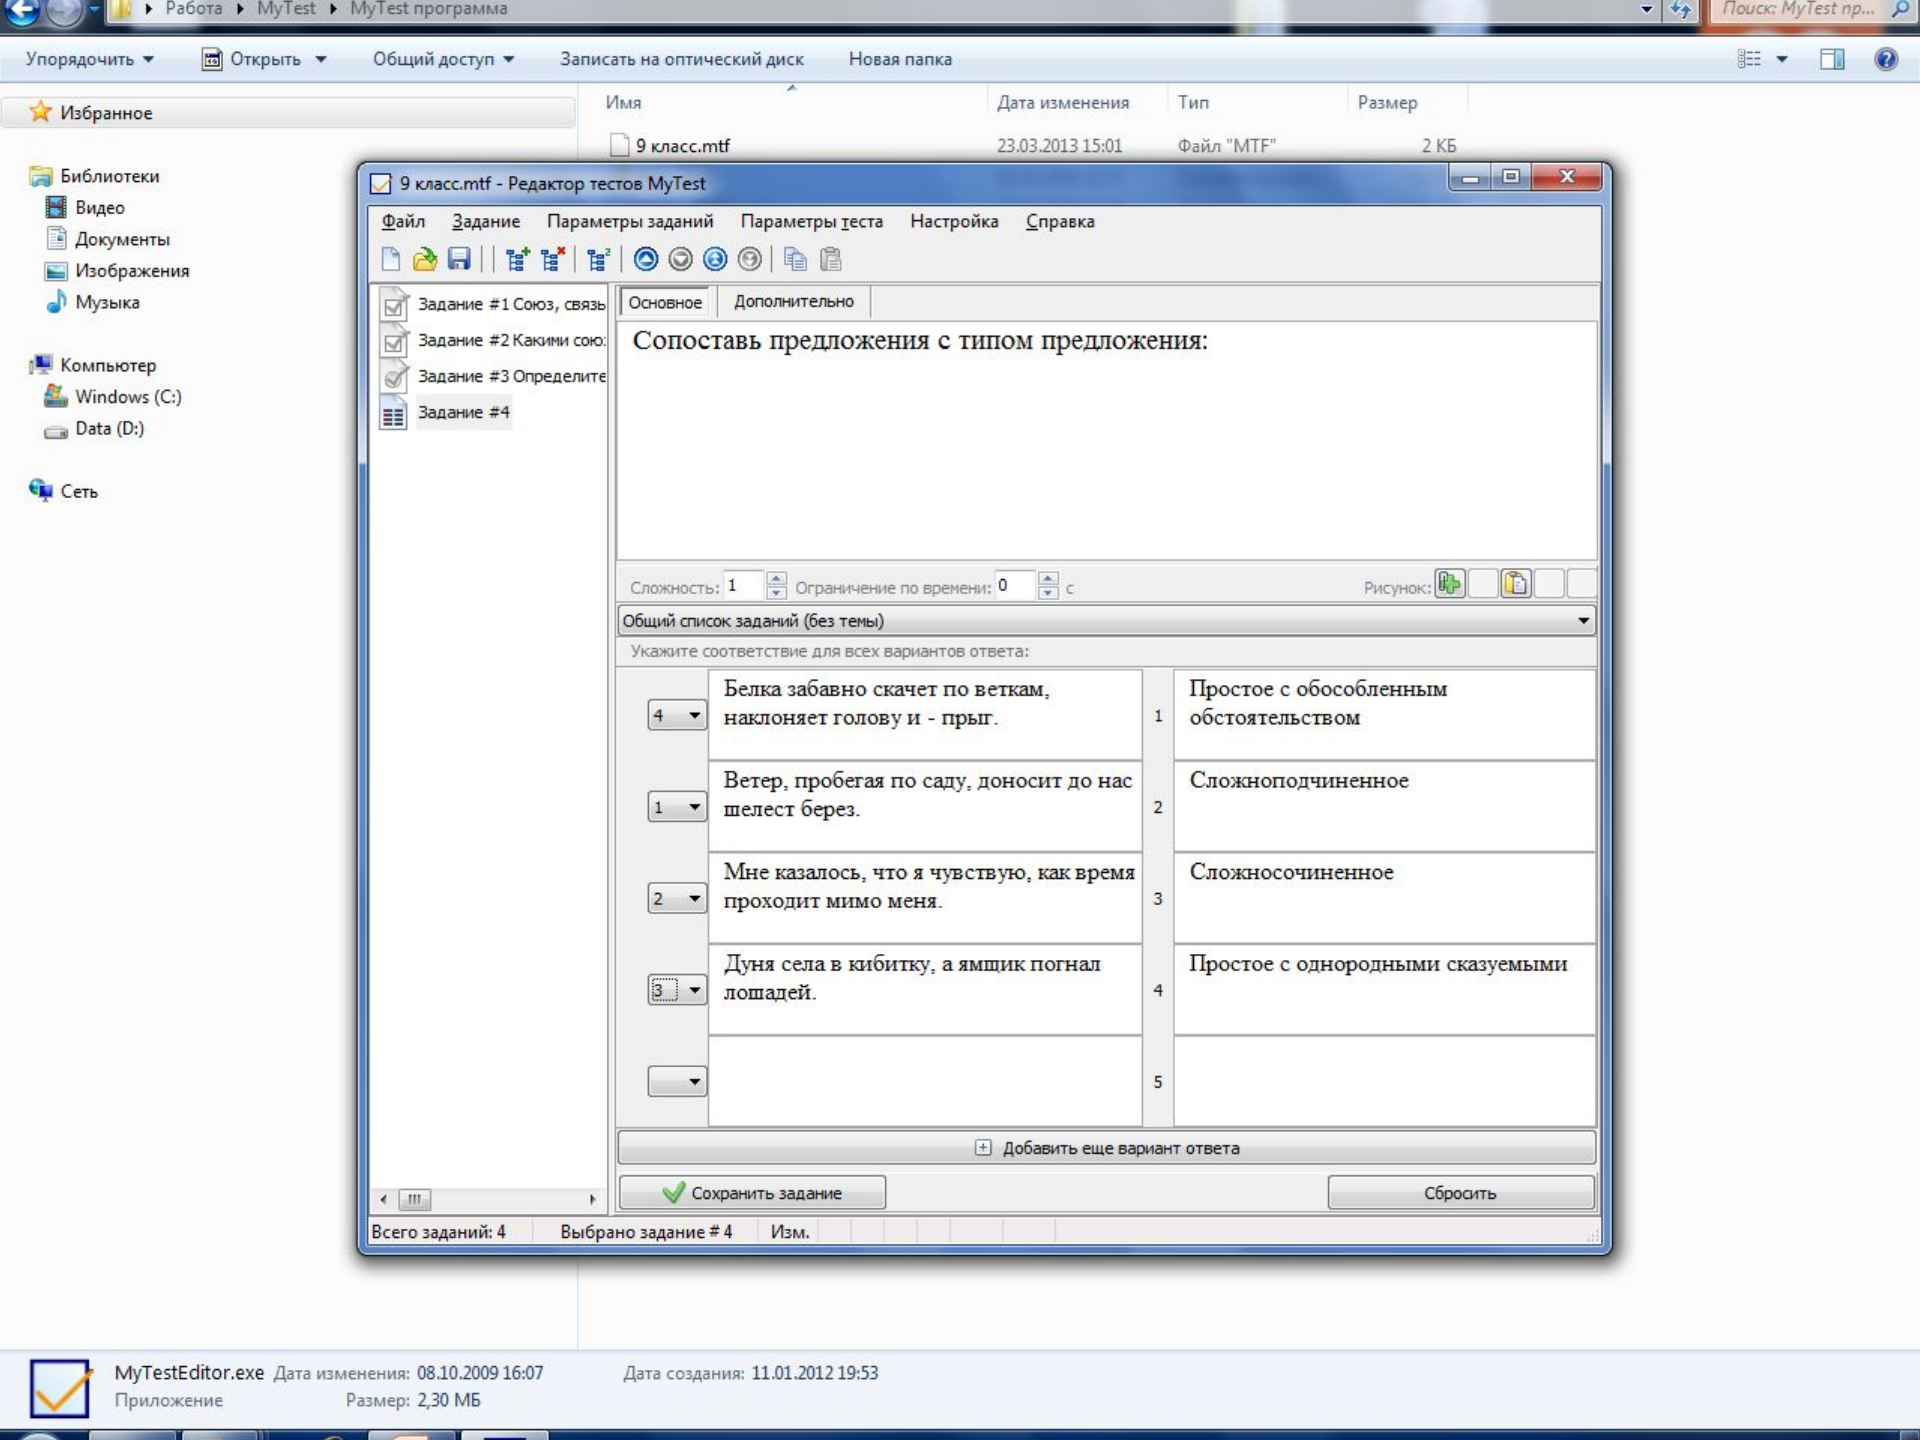 Работа MyTest MyTest программа
Поиск: MyTest пр...
Упорядочить Открыть Общий доступ Записать на оптический диск Новая папка
Избранное
Библиотеки
Видео
Документы
Изображения
Музыка
Компьютер
Windows (C:)
Data (D:)
Сеть
Имя Дата изменения Тип Размер
9 класс.mtf 23.03.2013 15:01 Файл "MTF" 2 КБ
9 класс.mtf - Редактор тестов MyTest
Файл Задание Параметры заданий Параметры теста Настройка Справка
Задание #1 Союз, связь
Задание #2 Какими сою
Задание #3 Определите
Задание #4
Основное Дополнительно
Сопоставь предложения с типом предложения:
Сложность: 1 Ограничение по времени: 0 с Рисунок:
Общий список заданий (без темы)
Укажите соответствие для всех вариантов ответа:
4 Белка забавно скачет по веткам,
наклоняет голову и - прыг.
1 Простое с обособленным
обстоятельством
1 Ветер, пробегая по саду, доносит до нас
шелест берез.
2 Сложноподчиненное
2 Мне казалось, что я чувствую, как время
проходит мимо меня.
3 Сложносочиненное
3 Дуня села в кибитку, а ямщик погнал
лошадей.
4 Простое с однородными сказуемыми
5
Добавить еще вариант ответа
Сохранить задание Сбросить
Всего заданий: 4 Выбрано задание # 4 Изм.
MyTestEditor.exe Дата изменения: 08.10.2009 16:07 Дата создания: 11.01.2012 19:53
Приложение Размер: 2,30 МБ